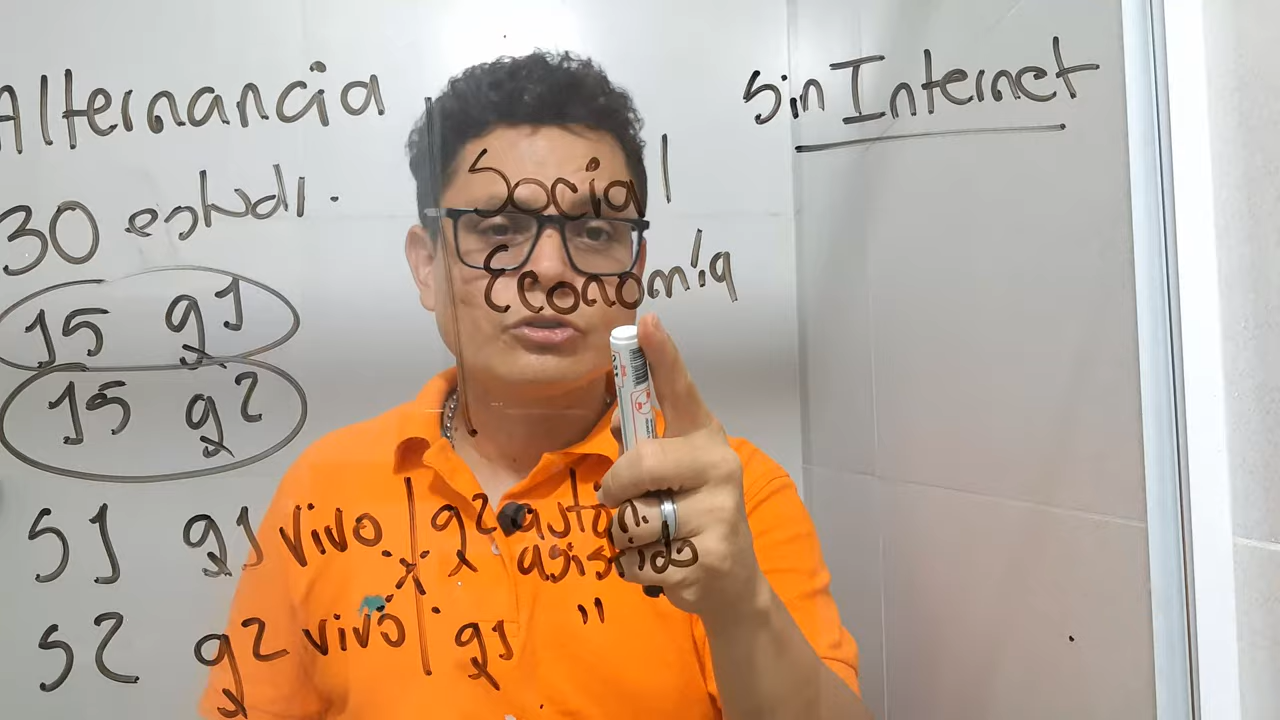 Alternancia
30 estudi.
15 g1
15 g2
S1 g1 vivo g2 autón.
asistido
S2 g2 vivo g1 "
Social
Economía
Sin Internet